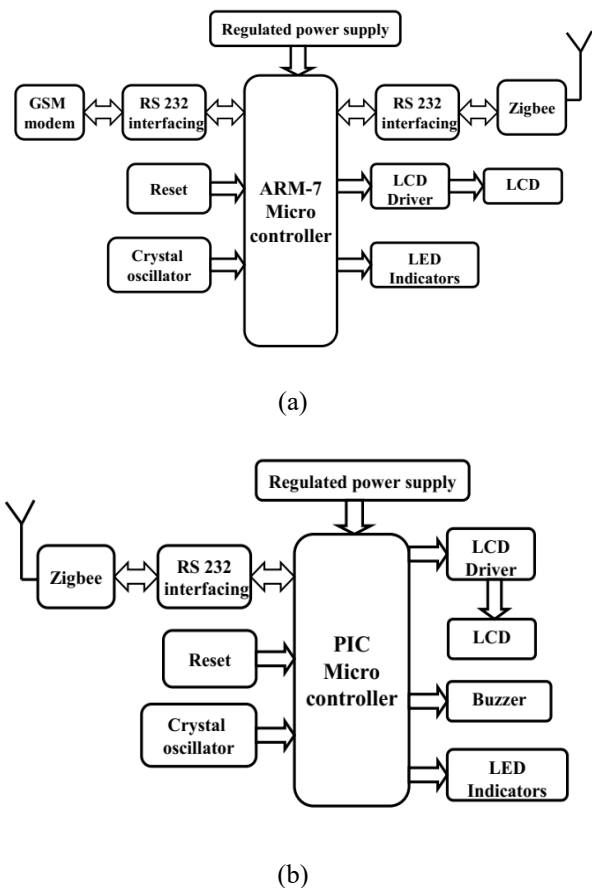 Regulated power supply
GSM
modem
RS 232
interfacing
RS 232
interfacing
Zigbee
Reset
ARM-7
Micro
controller
LCD
Driver
LCD
Crystal
oscillator
LED
Indicators
(a)
Regulated power supply
Zigbee
RS 232
interfacing
LCD
Driver
LCD
Reset
PIC
Micro
controller
Buzzer
Crystal
oscillator
LED
Indicators
(b)